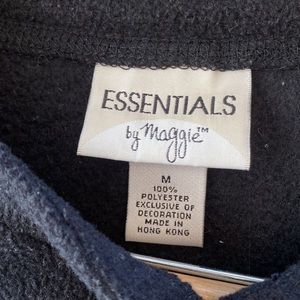 ESSENTIALS
by Maggie™
M
100%
POLYESTER
EXCLUSIVE OF
DECORATION
MADE IN
HONG KONG